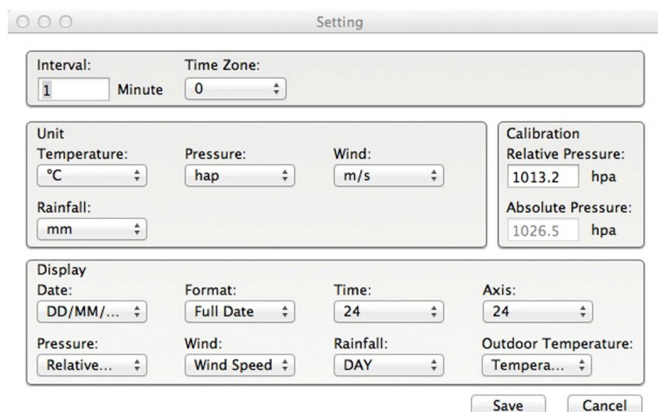 Setting
Interval: Time Zone:
1 Minute 0
Unit
Temperature: Pressure: Wind:
°C hap m/s
Rainfall:
mm
Calibration
Relative Pressure:
1013.2 hpa
Absolute Pressure:
1026.5 hpa
Display
Date: Format: Time: Axis:
DD/MM/... Full Date 24 24
Pressure: Wind: Rainfall: Outdoor Temperature:
Relative... Wind Speed DAY Tempera...
Save Cancel